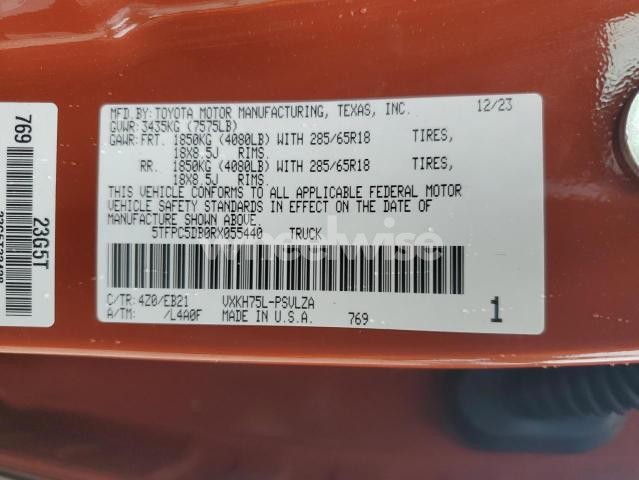 MFD.BY: TOYOTA MOTOR MANUFACTURING, TEXAS, INC. 12/23
GVWR: 3435KG (7575LB)
GAWR: FRT. 1850KG (4080LB) WITH 285/65R18 TIRES,
18X8.5J RIMS.
RR. 1850KG (4080LB) WITH 285/65R18 TIRES,
18X8.5J RIMS.
THIS VEHICLE CONFORMS TO ALL APPLICABLE FEDERAL MOTOR
VEHICLE SAFETY STANDARDS IN EFFECT ON THE DATE OF
MANUFACTURE SHOWN ABOVE.
5TFPC5DB0RX055440 TRUCK
wheelwise
C/TR: 4Z0/EB21 VXKH75L-PSVLZA
A/TM: /L4A0F MADE IN U.S.A. 769 1
769
23G5T